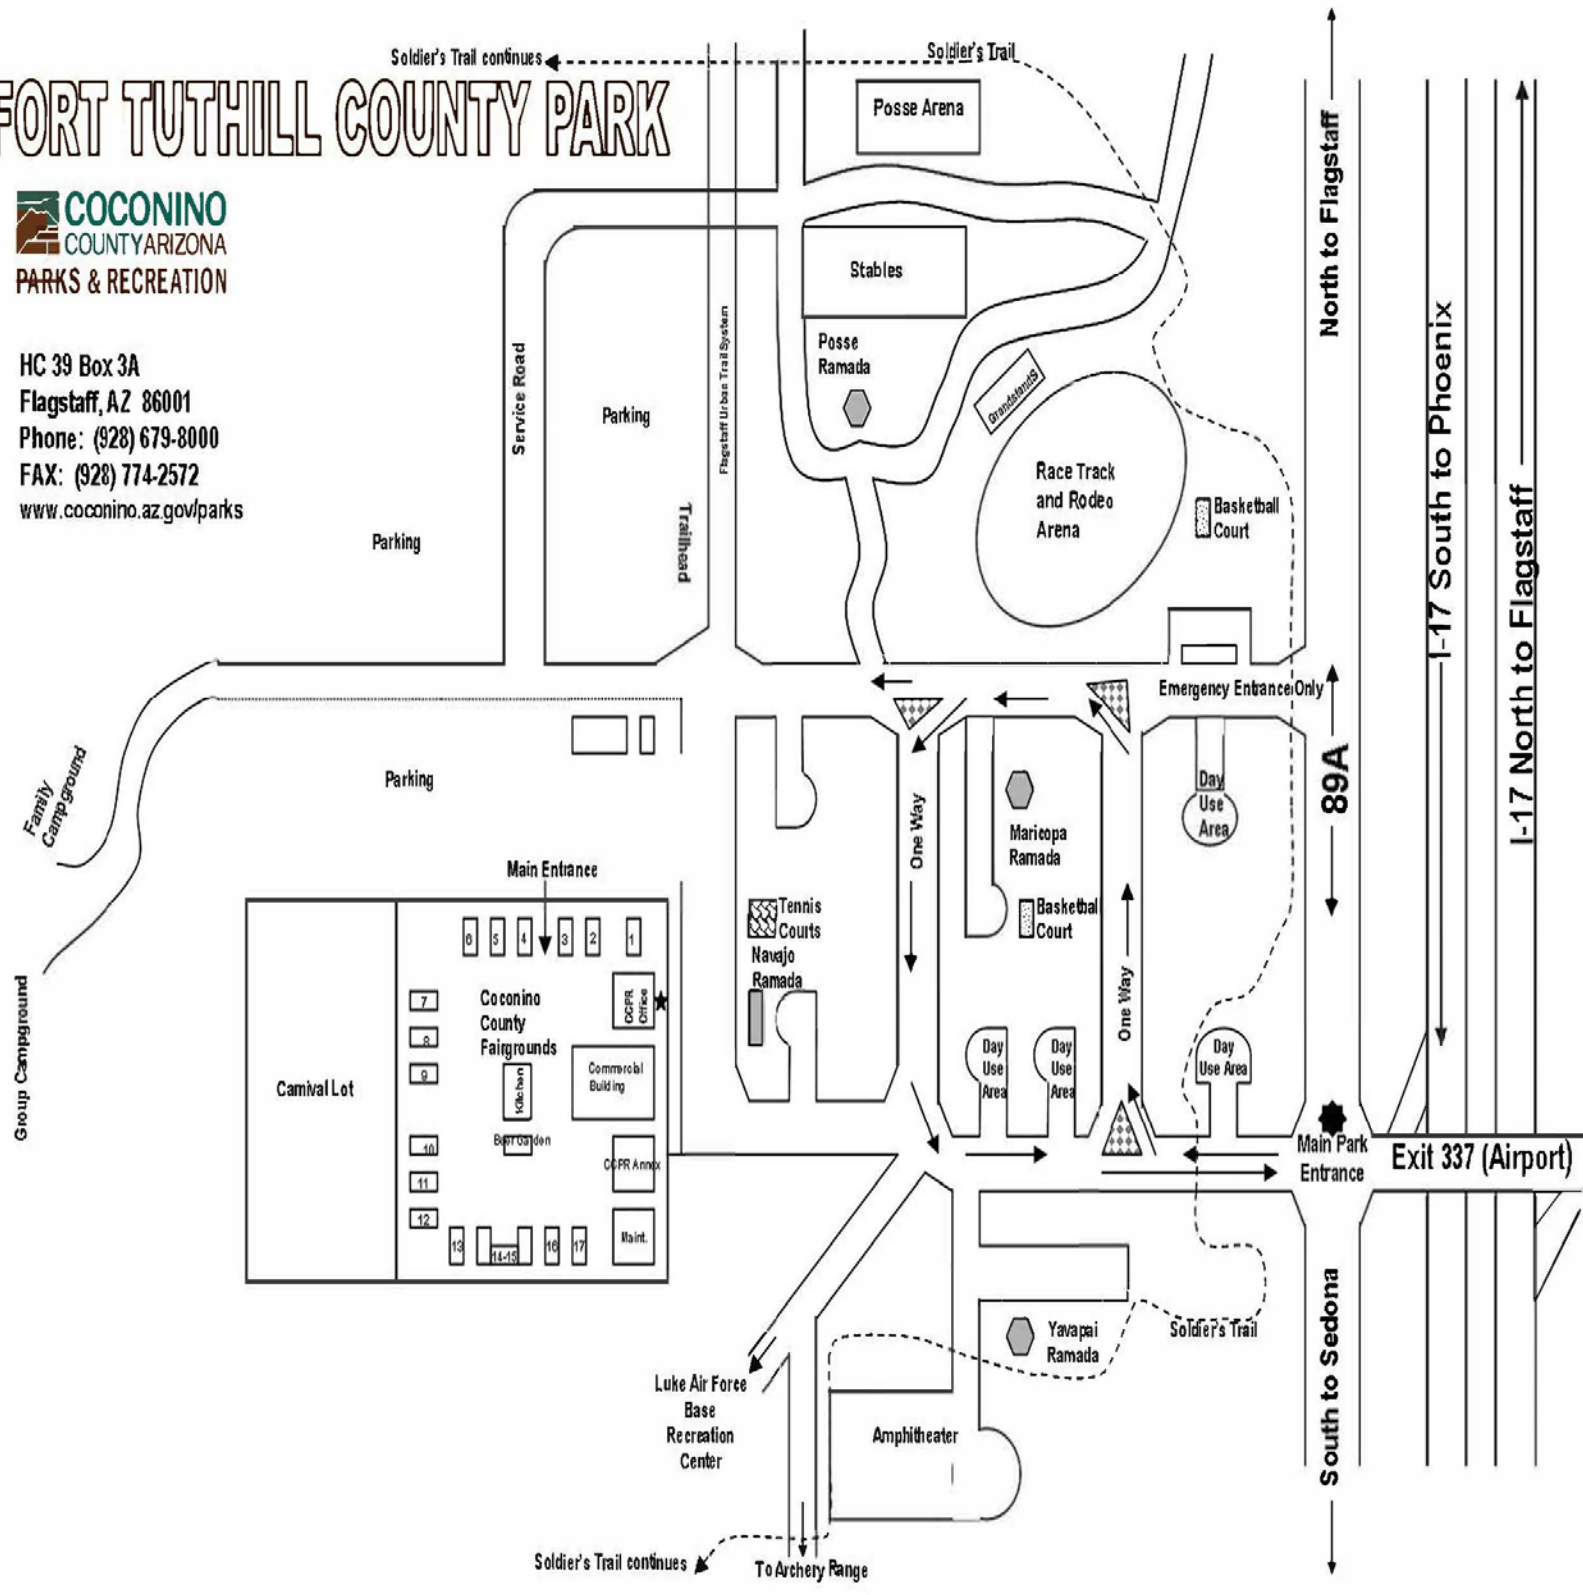 Soldier's Trail continues
Soldier's Trail
FORT TUTHILL COUNTY PARK
Posse Arena
COCONINO
COUNTY ARIZONA
PARKS & RECREATION
HC 39 Box 3A
Flagstaff, AZ 86001
Phone: (928) 679-8000
FAX: (928) 774-2572
www.coconino.az.gov/parks
Stables
Posse
Ramada
Service Road
Parking
Flagstaff Urban Trail System
Trailhead
Parking
Grandstands
Race Track
and Rodeo
Arena
Basketball
Court
North to Flagstaff
I-17 South to Phoenix
I-17 North to Flagstaff
Emergency Entrance Only
89A
Family
Campground
Parking
Group Campground
Main Entrance
One Way
Maricopa
Ramada
Day
Use
Area
Tennis
Courts
Navajo
Ramada
Basketbal
Court
One Way
6
5
4
3
2
1
7
8
9
10
11
12
13
14-15
16
17
Coconino
County
Fairgrounds
CCPR
Office
Carnival Lot
Kitchen
Commercial
Building
Beer Garden
CCPR Annex
Maint.
Day
Use
Area
Day
Use
Area
Day
Use Area
Main Park
Entrance
Exit 337 (Airport)
South to Sedona
Yavapai
Ramada
Soldier's Trail
Luke Air Force
Base
Recreation
Center
Amphitheater
Soldier's Trail continues
To Archery Range